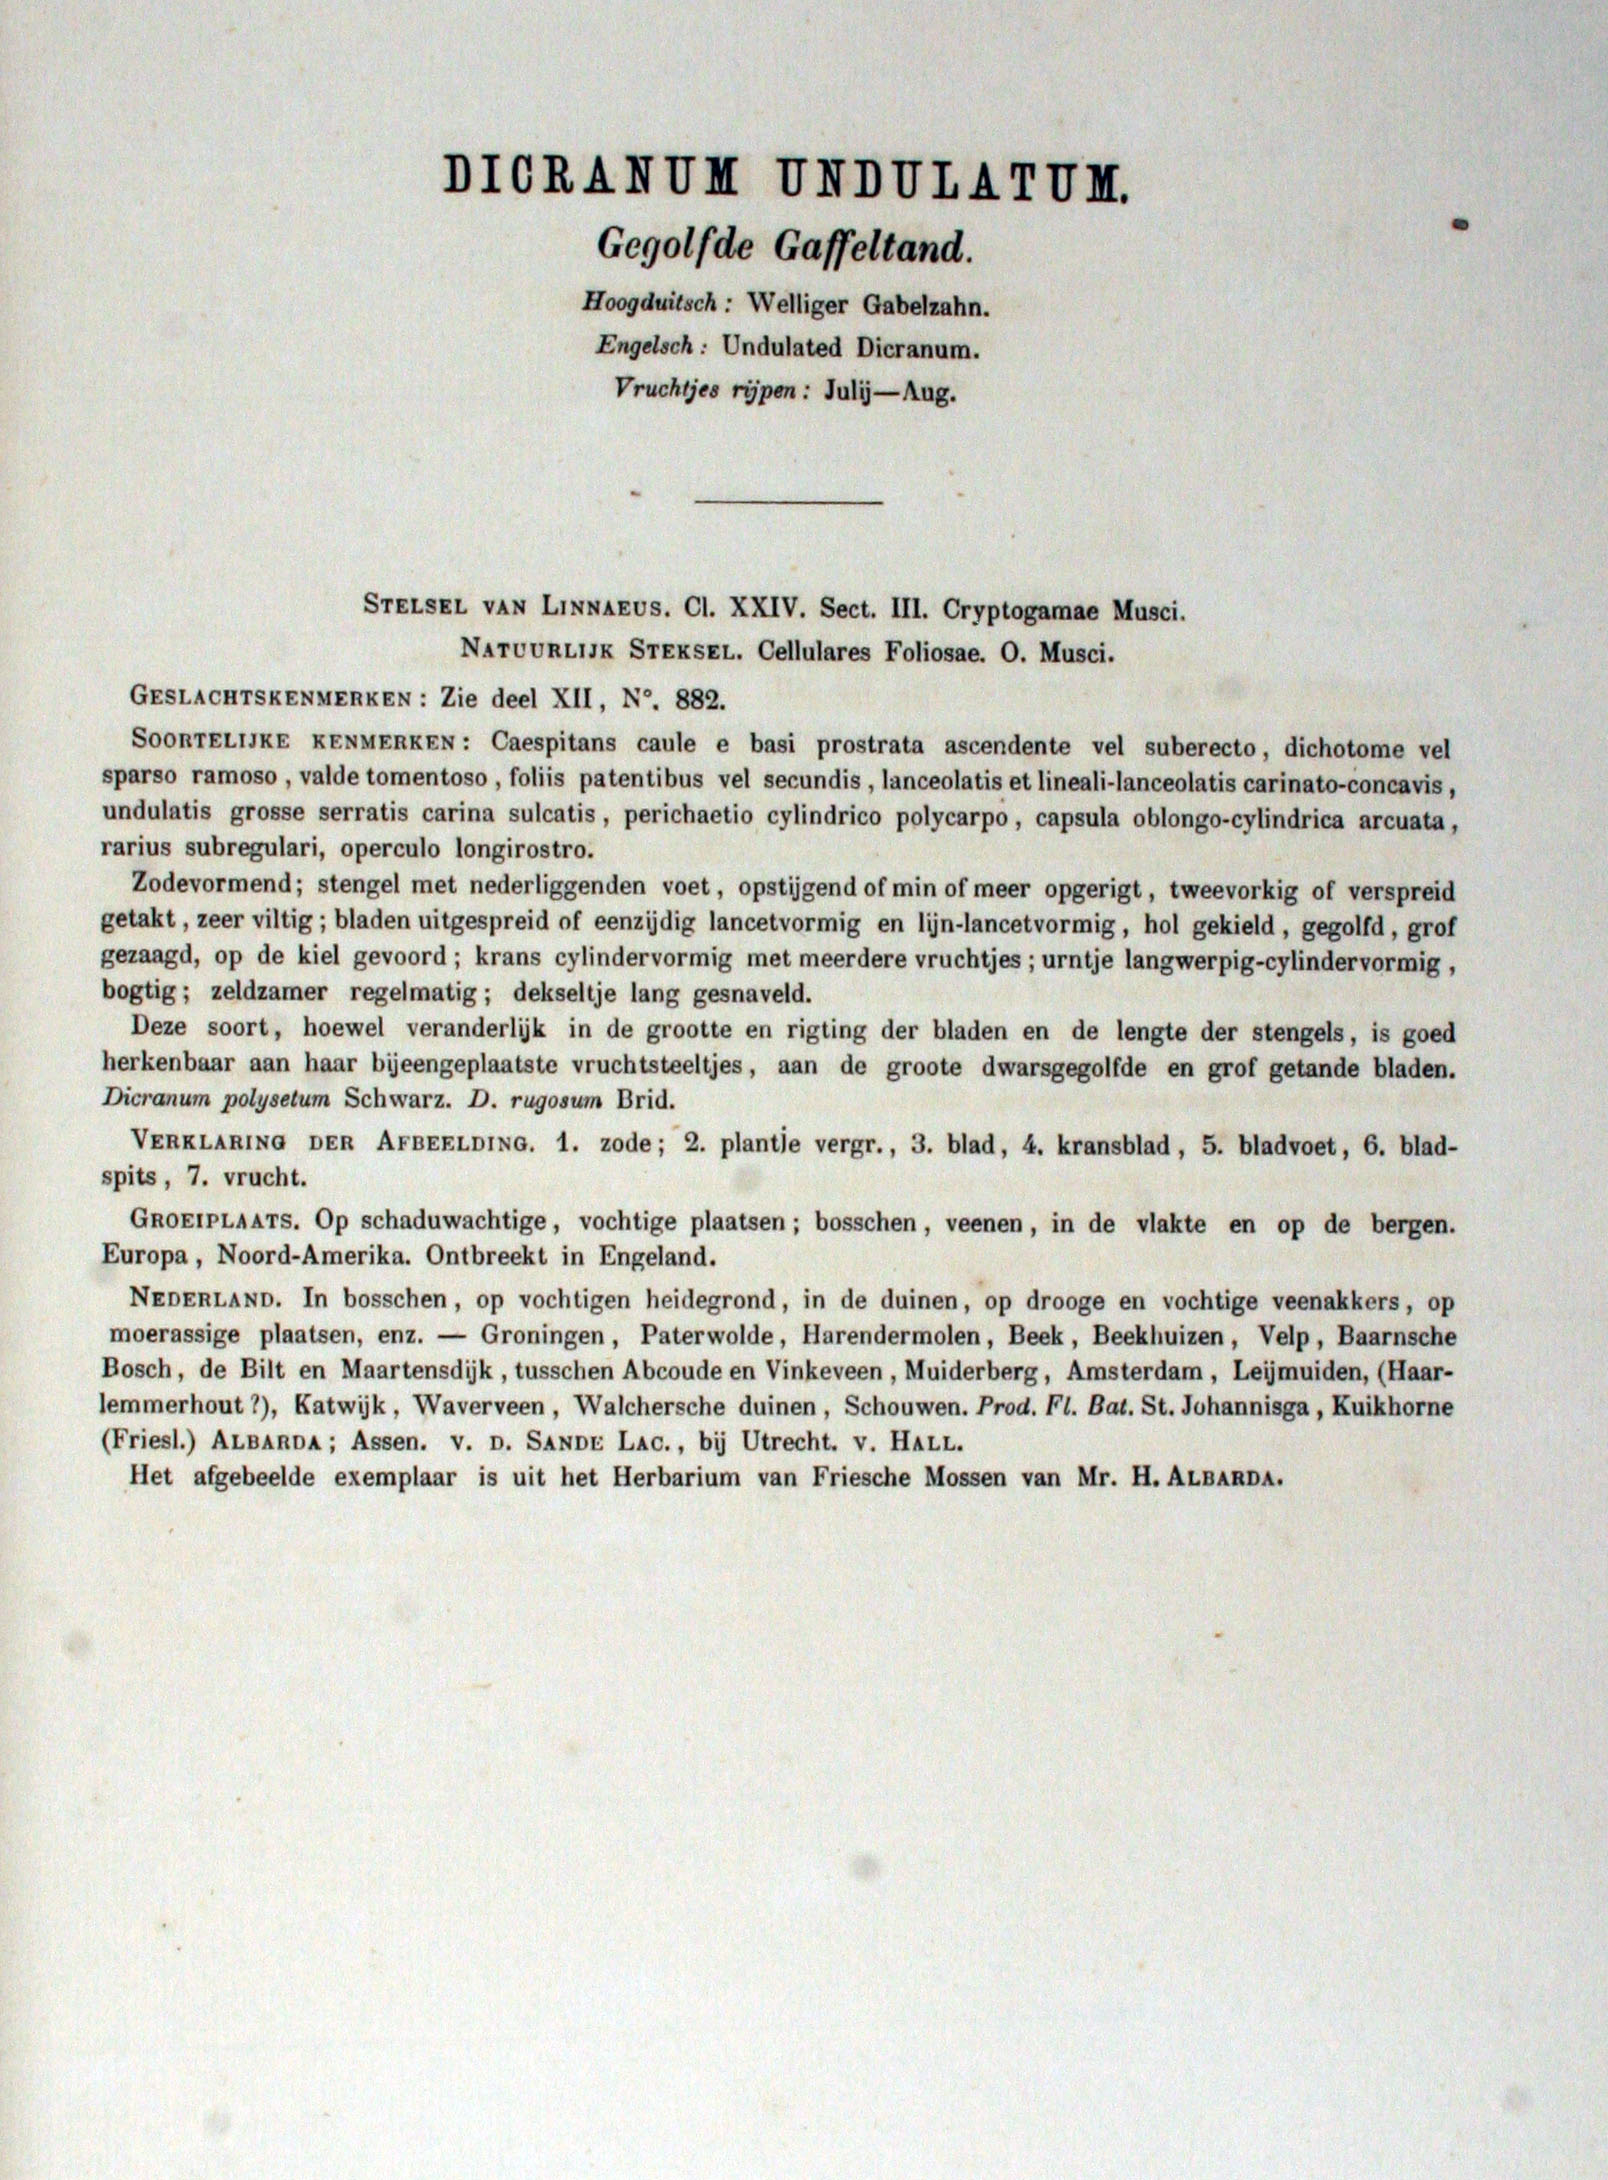 DICRANUM UNDULATUM.
Gegolfde Gaffeltand.
Hoogduitsch: Welliger Gabelzahn.
Engelsch: Undulated Dicranum.
Vruchtjes rijpen: Julij—Aug.
STELSEL VAN LINNAEUS. Cl. XXIV. Sect. III. Cryptogamae Musci.
NATUURLIJK STEKSEL. Cellulares Foliosae. O. Musci.
GESLACHTSKENMERKEN: Zie deel XII, N°. 882.
SOORTELIJKE KENMERKEN: Caespitans caule e basi prostrata ascendente vel suberecto, dichotome vel
sparso ramoso, valde tomentoso, foliis patentibus vel secundis, lanceolatis et lineali-lanceolatis carinato-concavis,
undulatis grosse serratis carina sulcatis, perichaetio cylindrico polycarpo, capsula oblongo-cylindrica arcuata,
rarius subregulari, operculo longirostro.
Zodevormend; stengel met nederliggenden voet, opstijgend of min of meer opgerigt, tweevorkig of verspreid
getakt, zeer viltig; bladen uitgespreid of eenzijdig lancetvormig en lijn-lancetvormig, hol gekield, gegolfd, grof
gezaagd, op de kiel gevoord; krans cylindervormig met meerdere vruchtjes; urntje langwerpig-cylindervormig,
bogtig; zeldzamer regelmatig; dekseltje lang gesnaveld.
Deze soort, hoewel veranderlijk in de grootte en rigting der bladen en de lengte der stengels, is goed
herkenbaar aan haar bijeengeplaatste vruchtsteeltjes, aan de groote dwarsgegolfde en grof getande bladen.
Dicranum polysetum Schwarz. D. rugosum Brid.
VERKLARING DER AFBEELDING. 1. zode; 2. plantje vergr., 3. blad, 4. kransblad, 5. bladvoet, 6. blad-
spits, 7. vrucht.
GROEIPLAATS. Op schaduwachtige, vochtige plaatsen; bosschen, veenen, in de vlakte en op de bergen.
Europa, Noord-Amerika. Ontbreekt in Engeland.
NEDERLAND. In bosschen, op vochtigen heidegrond, in de duinen, op drooge en vochtige veenakkers, op
moerassige plaatsen, enz. — Groningen, Paterwolde, Harendermolen, Beek, Beekhuizen, Velp, Baarnsche
Bosch, de Bilt en Maartensdijk, tusschen Abcoude en Vinkeveen, Muiderberg, Amsterdam, Leijmuiden, (Haar-
lemmerhout?), Katwijk, Waverveen, Walchersche duinen, Schouwen. Prod. Fl. Bat. St. Johannisga, Kuikhorne
(Friesl.) ALBARDA; Assen. V. D. SANDE LAC., bij Utrecht. V. HALL.
Het afgebeelde exemplaar is uit het Herbarium van Friesche Mossen van Mr. H. ALBARDA.